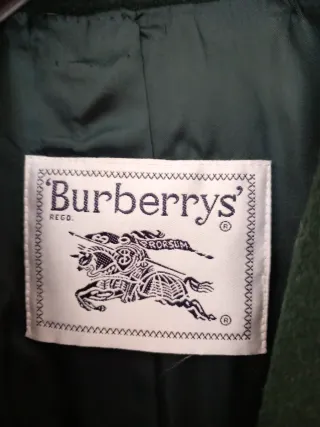 'Burberrys'
REGD. ®
PRORSUM
®